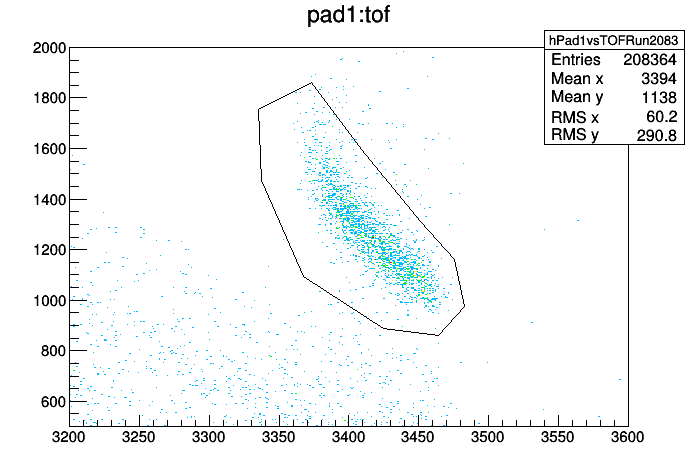 pad1:tof
hPad1vsTOFRun2083
Entries 208364
Mean x 3394
Mean y 1138
RMS x 60.2
RMS y 290.8
2000
1800
1600
1400
1200
1000
800
600
3200 3250 3300 3350 3400 3450 3500 3550 3600